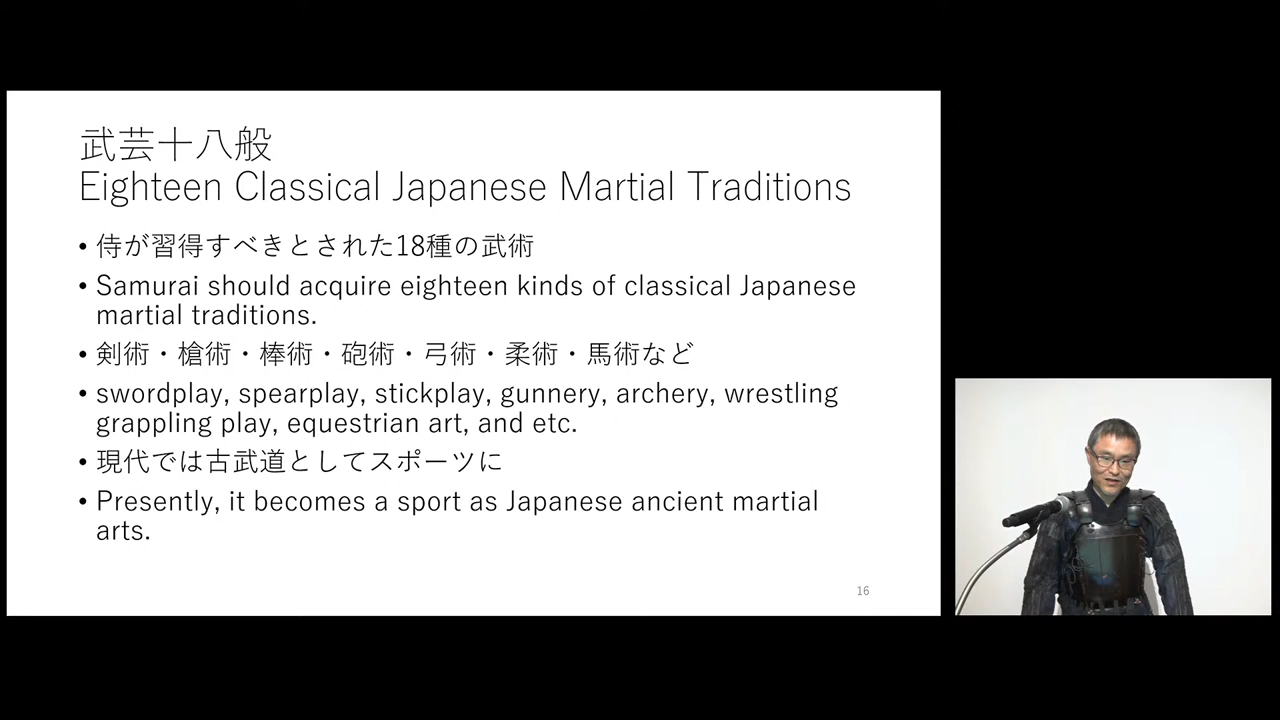 武芸十八般
Eighteen Classical Japanese Martial Traditions
• 侍が習得すべきとされた18種の武術
• Samurai should acquire eighteen kinds of classical Japanese
martial traditions.
• 剣術・槍術・棒術・砲術・弓術・柔術・馬術など
• swordplay, spearplay, stickplay, gunnery, archery, wrestling
grappling play, equestrian art, and etc.
• 現代では古武道としてスポーツに
• Presently, it becomes a sport as Japanese ancient martial
arts.
16